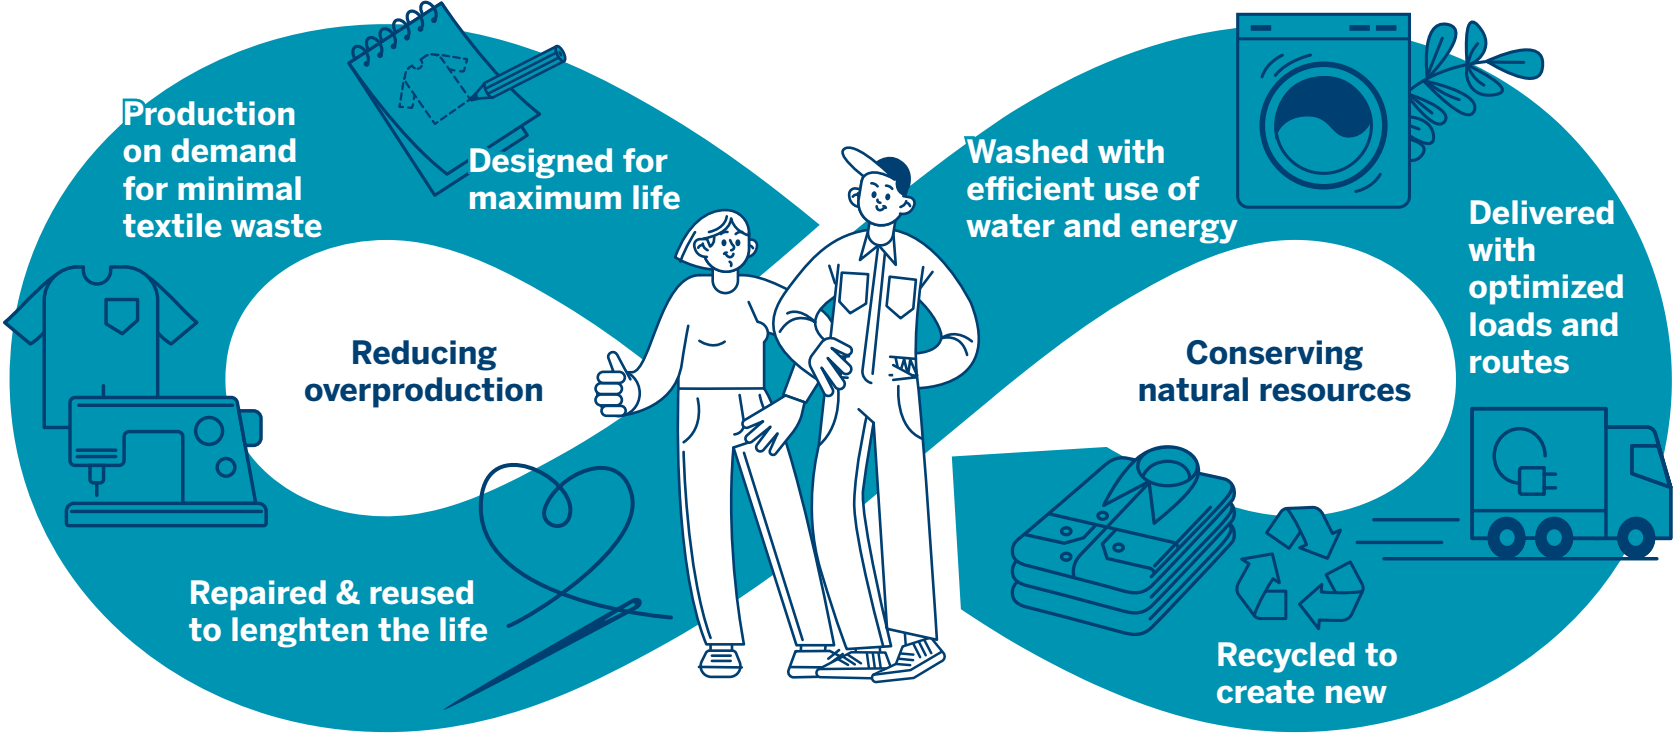 Production
on demand
for minimal
textile waste
Designed for
maximum life
Reducing
overproduction
Repaired & reused
to lenghten the life
Washed with
efficient use of
water and energy
Delivered
with
optimized
loads and
routes
Conserving
natural resources
Recycled to
create new